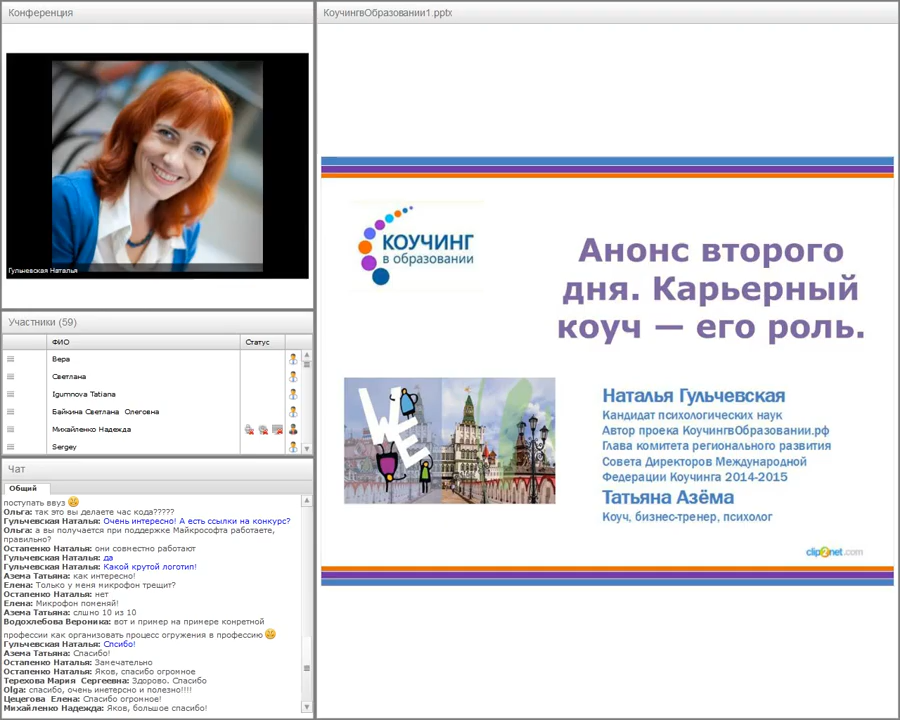 Конференция
Гульчевская Наталья
Участники (59)
ФИО
Статус
Вера
Светлана
Igumnova Tatiana
Байкина Светлана Олеговна
Михайленко Надежда
Sergey
Чат
Общий
поступать ввуз
Ольга: так это вы делаете час кода?????
Гульчевская Наталья: Очень интересно! А есть ссылки на конкурс?
Ольга: а вы получается при поддержке Майкрософта работаете,
правильно?
Остапенко Наталья: они совместно работают
Гульчевская Наталья: да
Гульчевская Наталья: Какой крутой логотип!
Азема Татьяна: как интересно!
Елена: Только у меня микрофон трещит?
Остапенко Наталья: нет
Елена: Микрофон поменяй!
Азема Татьяна: слшно 10 из 10
Водохлебова Вероника: вот и пример на примере конретной
профессии как организовать процесс огружения в профессию
Гульчевская Наталья: Спсибо!
Азема Татьяна: Спасибо!
Остапенко Наталья: Замечательно
Остапенко Наталья: Яков, спасибо огромное
Терехова Мария Сергеевна: Здорово. Спасибо
Olga: спасибо, очень инетерсно и полезно!!!!
Цецегова Елена: Спасибо огромные!
Михайленко Надежда: Яков, большое спасибо!
КоучингвОбразовании1.pptx
КОУЧИНГ
в образовании
Анонс второго
дня. Карьерный
коуч — его роль.
WE
Наталья Гульчевская
Кандидат психологических наук
Автор проека КоучингвОбразовании.рф
Глава комитета регионального развития
Совета Директоров Международной
Федерации Коучинга 2014-2015
Татьяна Азёма
Коуч, бизнес-тренер, психолог
clip2net.com